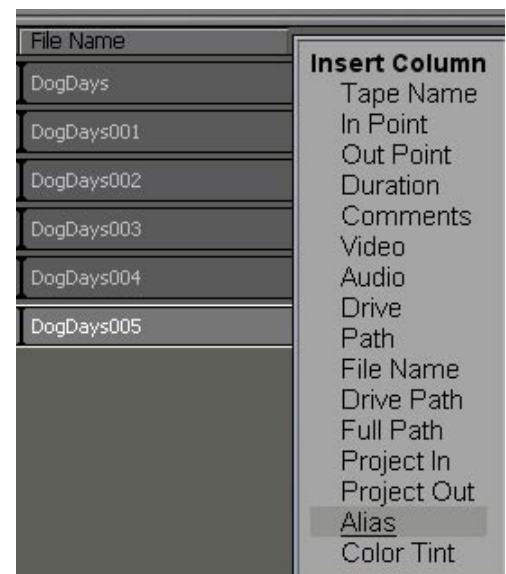 File Name
DogDays
DogDays001
DogDays002
DogDays003
DogDays004
DogDays005
Insert Column
Tape Name
In Point
Out Point
Duration
Comments
Video
Audio
Drive
Path
File Name
Drive Path
Full Path
Project In
Project Out
Alias
Color Tint